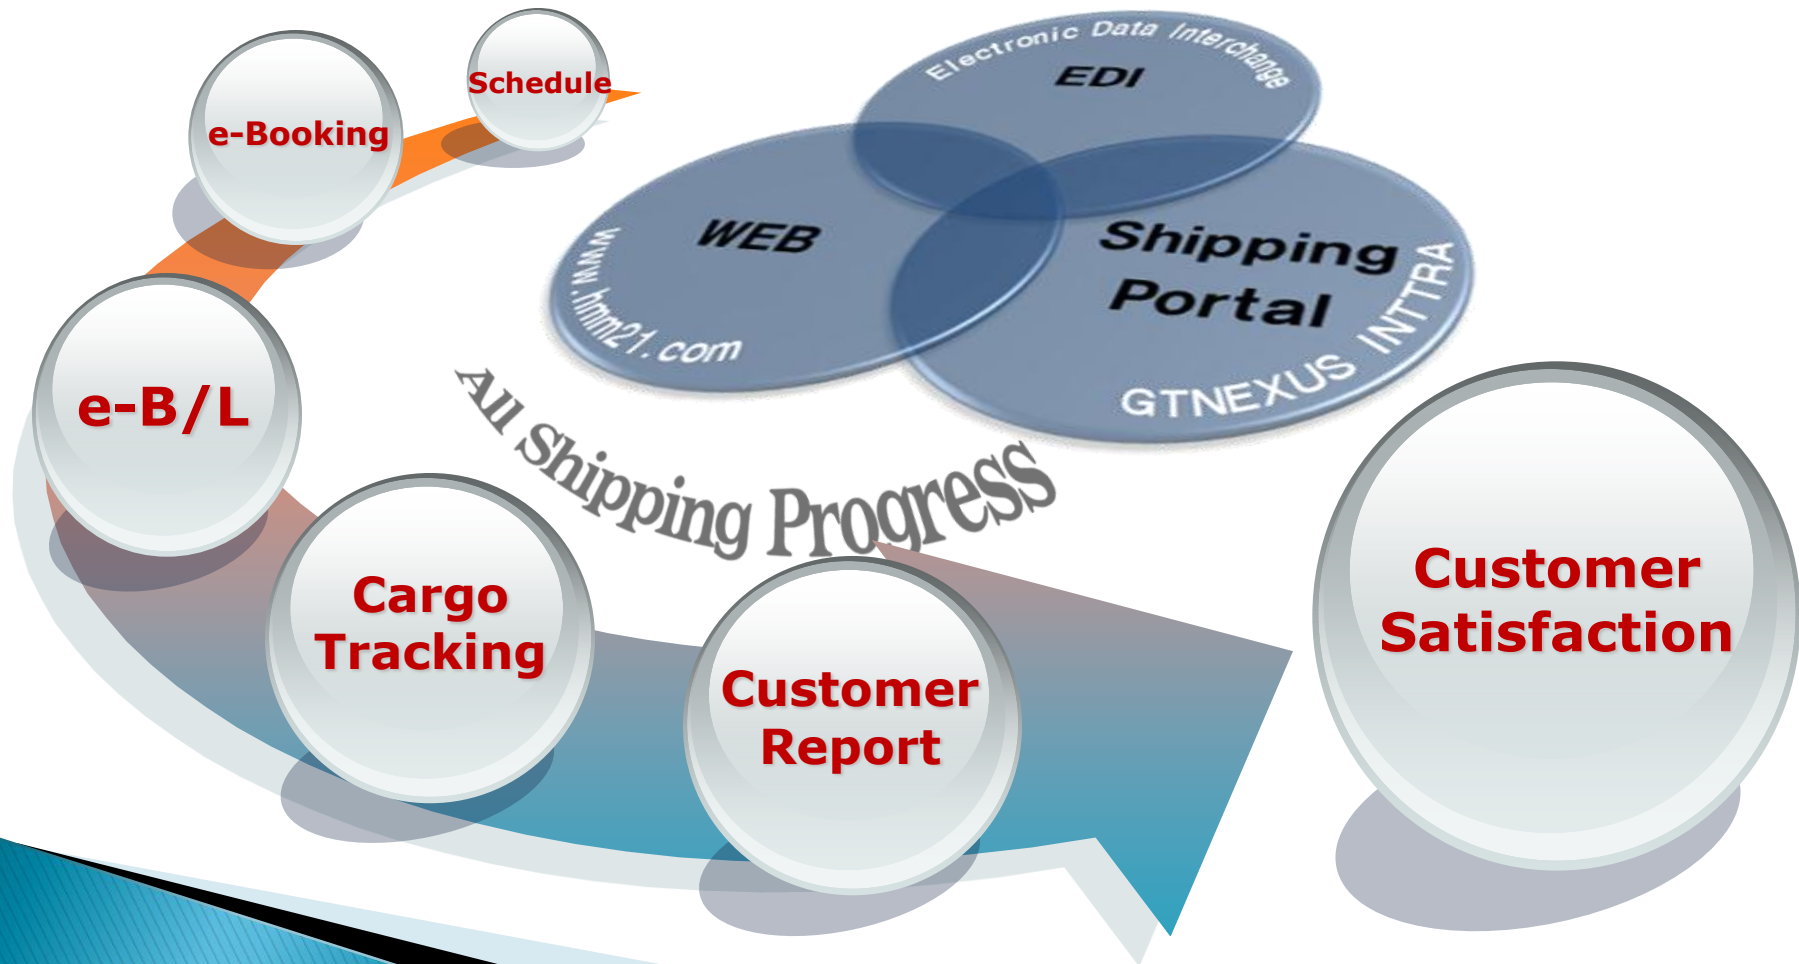 Schedule
e-Booking
e-B/L
Cargo
Tracking
Customer
Report
Customer
Satisfaction
Electronic Data Interchange
EDI
WEB
www.hmm21.com
Shipping
Portal
GTNEXUS INTTRA
All Shipping Progress